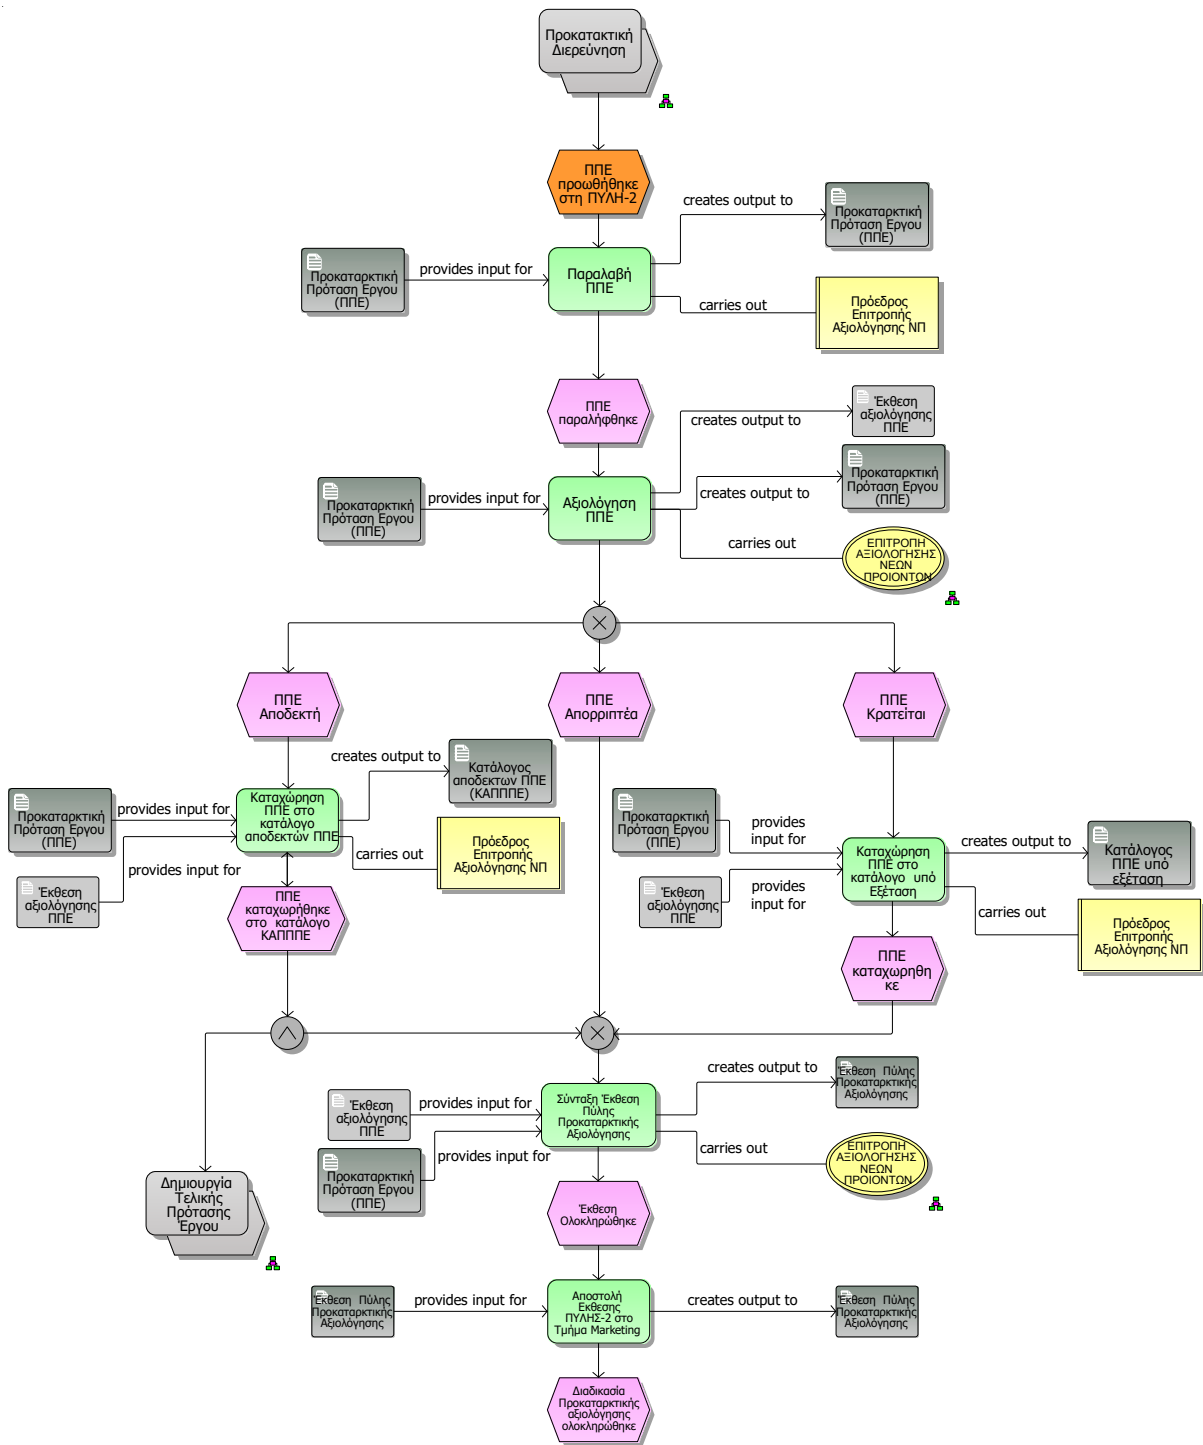 Προκατακτική
Διερεύνηση
ΠΠΕ
προωθήθηκε
στη ΠΥΛΗ-2
creates output to
Προκαταρκτική
Πρόταση Εργου
(ΠΠΕ)
Προκαταρκτική
Πρόταση Εργου
(ΠΠΕ)
provides input for
Παραλαβή
ΠΠΕ
carries out
Πρόεδρος
Επιτροπής
Αξιολόγησης ΝΠ
ΠΠΕ
παραλήφθηκε
creates output to
Έκθεση
αξιολόγησης
ΠΠΕ
Προκαταρκτική
Πρόταση Εργου
(ΠΠΕ)
provides input for
Αξιολόγηση
ΠΠΕ
creates output to
Προκαταρκτική
Πρόταση Εργου
(ΠΠΕ)
carries out
ΕΠΙΤΡΟΠΗ
ΑΞΙΟΛΟΓΗΣΗΣ
ΝΕΩΝ
ΠΡΟΙΟΝΤΩΝ
ΠΠΕ
Αποδεκτή
ΠΠΕ
Απορριπτέα
ΠΠΕ
Κρατείται
creates output to
Κατάλογος
αποδεκτων ΠΠΕ
(ΚΑΠΠΠΕ)
Προκαταρκτική
Πρόταση Εργου
(ΠΠΕ)
provides input for
Καταχώρηση
ΠΠΕ στο
κατάλογο
αποδεκτών ΠΠΕ
carries out
Πρόεδρος
Επιτροπής
Αξιολόγησης ΝΠ
provides input for
Έκθεση
αξιολόγησης
ΠΠΕ
ΠΠΕ
καταχωρήθηκε
στο κατάλογο
ΚΑΠΠΠΕ
Προκαταρκτική
Πρόταση Εργου
(ΠΠΕ)
provides
input for
Καταχώρηση
ΠΠΕ στο
κατάλογο υπό
Εξέταση
creates output to
Κατάλογος
ΠΠΕ υπό
εξέταση
Έκθεση
αξιολόγησης
ΠΠΕ
provides
input for
carries out
Πρόεδρος
Επιτροπής
Αξιολόγησης ΝΠ
ΠΠΕ
καταχωρηθη
κε
Έκθεση
αξιολόγησης
ΠΠΕ
provides input for
Σύνταξη Έκθεση
Πύλης
Προκαταρκτικής
Αξιολόγησης
creates output to
Έκθεση Πύλης
Προκαταρκτικής
Αξιολόγησης
Προκαταρκτική
Πρόταση Εργου
(ΠΠΕ)
provides input for
carries out
ΕΠΙΤΡΟΠΗ
ΑΞΙΟΛΟΓΗΣΗΣ
ΝΕΩΝ
ΠΡΟΙΟΝΤΩΝ
Δημιουργία
Τελικής
Πρότασης
Έργου
Έκθεση
Ολοκληρώθηκε
Έκθεση Πύλης
Προκαταρκτικής
Αξιολόγησης
provides input for
Αποστολή
Εκθεσης
ΠΥΛΗΣ-2 στο
Τμήμα Marketing
creates output to
Έκθεση Πύλης
Προκαταρκτικής
Αξιολόγησης
Διαδικασία
Προκαταρκτικής
αξιολόγησης
ολοκληρώθηκε